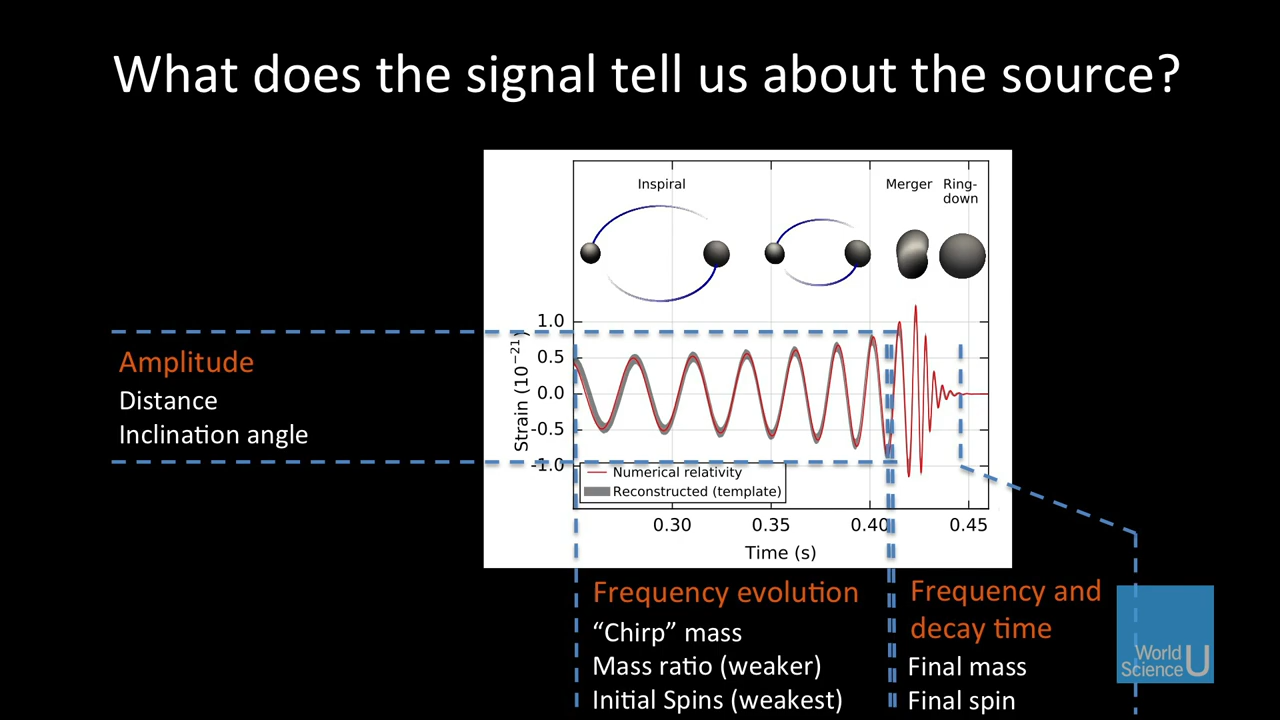 What does the signal tell us about the source?
Inspiral
Merger
Ring-
down
Strain (10⁻²¹)
1.0
0.5
0.0
-0.5
-1.0
Numerical relativity
Reconstructed (template)
0.30
0.35
0.40
0.45
Time (s)
Amplitude
Distance
Inclination angle
Frequency evolution
“Chirp” mass
Mass ratio (weaker)
Initial Spins (weakest)
Frequency and
decay time
Final mass
Final spin
World
Science U